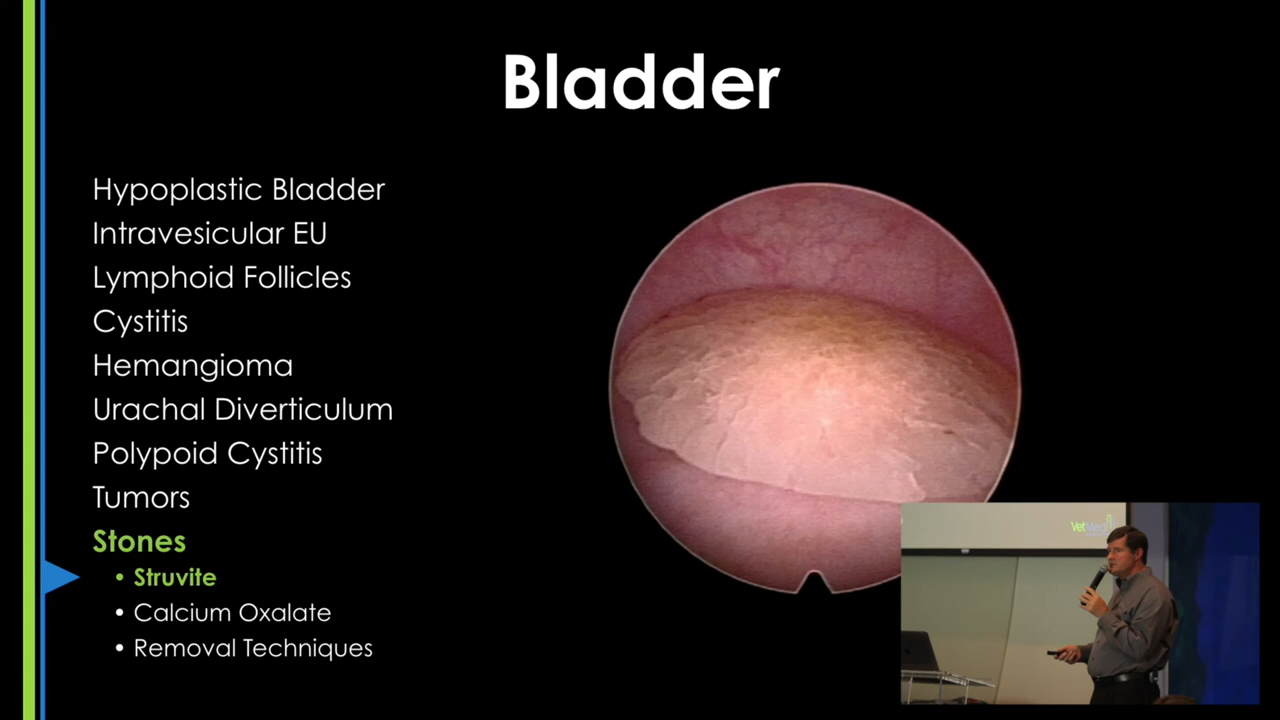 Bladder
Hypoplastic Bladder
Intravesicular EU
Lymphoid Follicles
Cystitis
Hemangioma
Urachal Diverticulum
Polypoid Cystitis
Tumors
Stones
• Struvite
• Calcium Oxalate
• Removal Techniques
VetMed